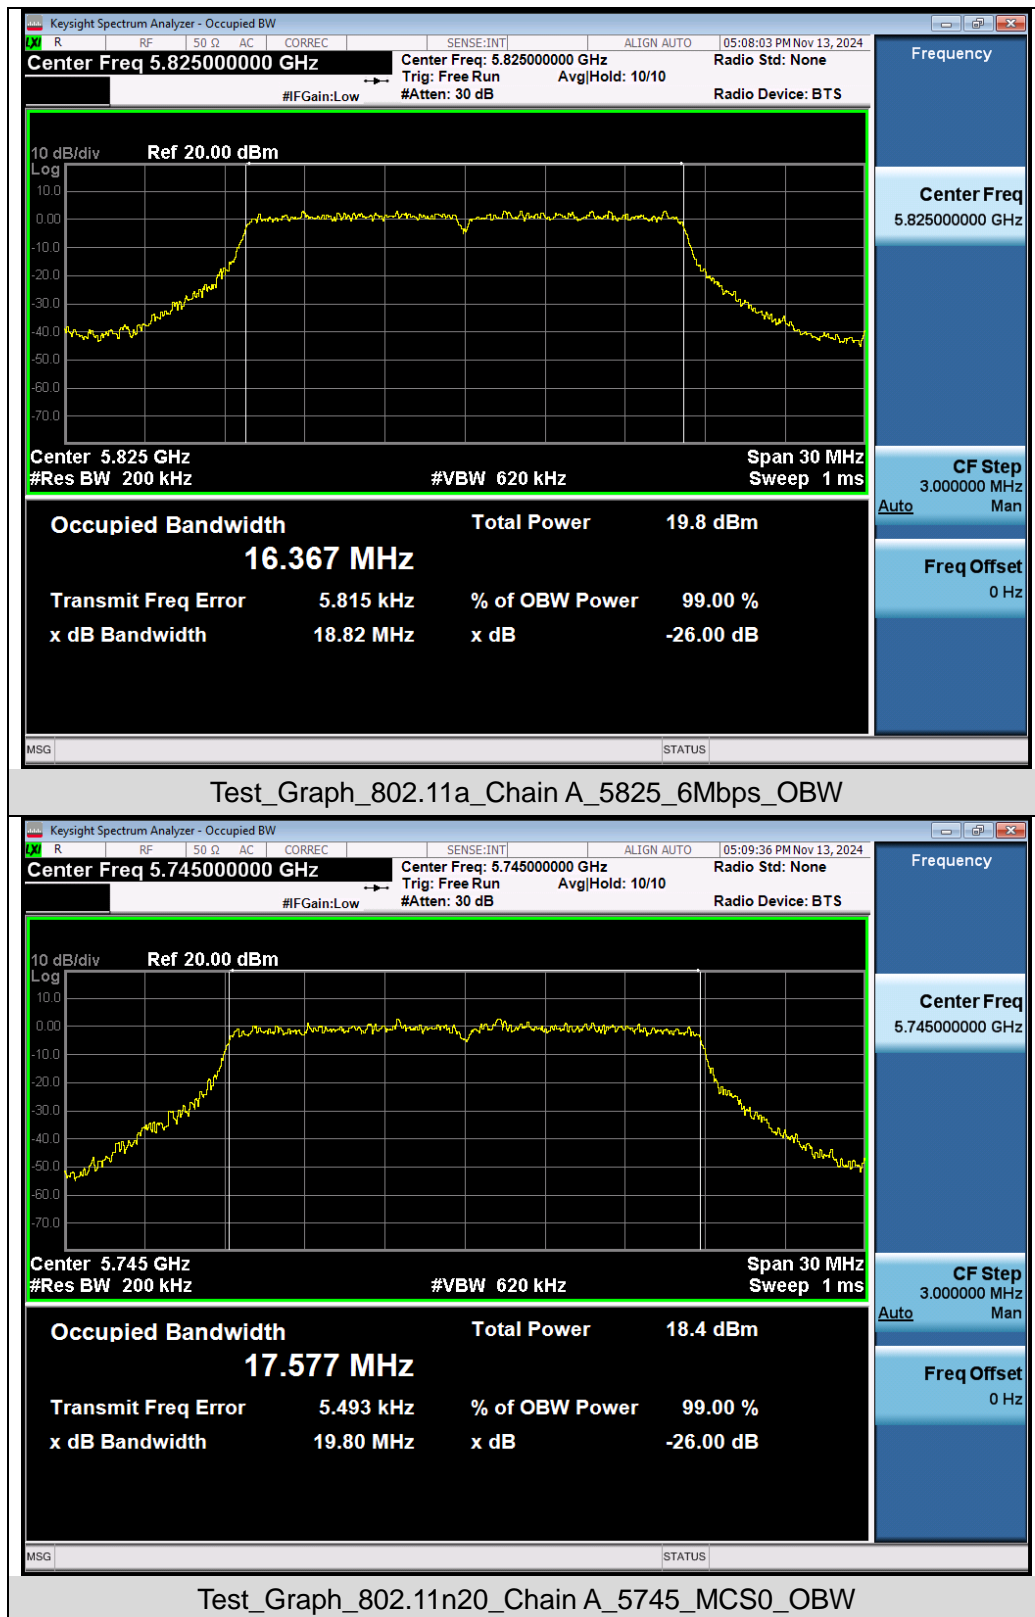 Keysight Spectrum Analyzer - Occupied BW
LXI R RF 50 Ω AC CORREC SENSE:INT ALIGN AUTO 05:08:03 PM Nov 13, 2024
Center Freq 5.825000000 GHz
Center Freq: 5.825000000 GHz Radio Std: None
Trig: Free Run Avg|Hold: 10/10
#IFGain:Low #Atten: 30 dB Radio Device: BTS
10 dB/div Ref 20.00 dBm
Log
10.0
0.00
-10.0
-20.0
-30.0
-40.0
-50.0
-60.0
-70.0
Center 5.825 GHz Span 30 MHz
#Res BW 200 kHz #VBW 620 kHz Sweep 1 ms
Occupied Bandwidth Total Power 19.8 dBm
16.367 MHz
Transmit Freq Error 5.815 kHz % of OBW Power 99.00 %
x dB Bandwidth 18.82 MHz x dB -26.00 dB
MSG STATUS
Frequency
Center Freq
5.825000000 GHz
CF Step
3.000000 MHz
Auto Man
Freq Offset
0 Hz
Test_Graph_802.11a_Chain A_5825_6Mbps_OBW
Keysight Spectrum Analyzer - Occupied BW
LXI R RF 50 Ω AC CORREC SENSE:INT ALIGN AUTO 05:09:36 PM Nov 13, 2024
Center Freq 5.745000000 GHz
Center Freq: 5.745000000 GHz Radio Std: None
Trig: Free Run Avg|Hold: 10/10
#IFGain:Low #Atten: 30 dB Radio Device: BTS
10 dB/div Ref 20.00 dBm
Log
10.0
0.00
-10.0
-20.0
-30.0
-40.0
-50.0
-60.0
-70.0
Center 5.745 GHz Span 30 MHz
#Res BW 200 kHz #VBW 620 kHz Sweep 1 ms
Occupied Bandwidth Total Power 18.4 dBm
17.577 MHz
Transmit Freq Error 5.493 kHz % of OBW Power 99.00 %
x dB Bandwidth 19.80 MHz x dB -26.00 dB
MSG STATUS
Frequency
Center Freq
5.745000000 GHz
CF Step
3.000000 MHz
Auto Man
Freq Offset
0 Hz
Test_Graph_802.11n20_Chain A_5745_MCS0_OBW